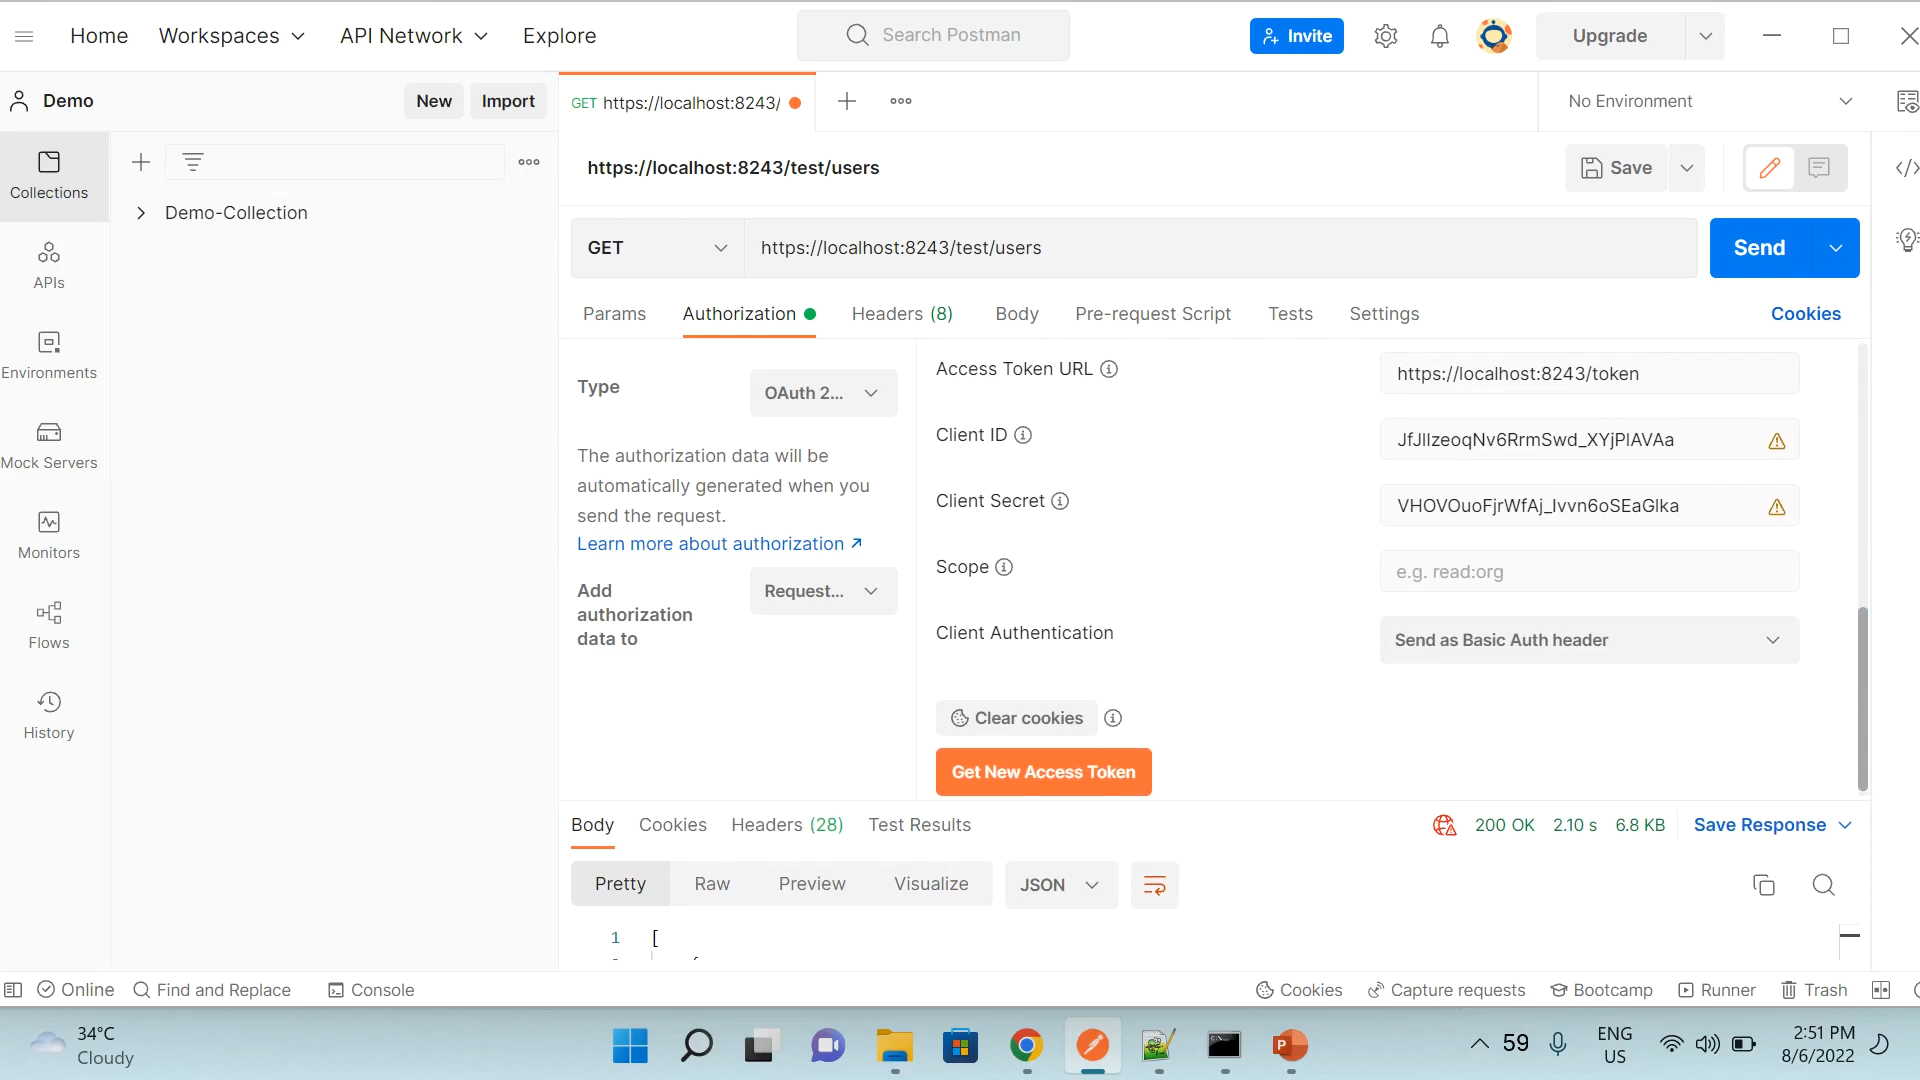 Home Workspaces API Network Explore Search Postman Invite Upgrade
Demo New Import GET https://localhost:8243/ No Environment
Collections
Demo-Collection
APIs
Environments
Mock Servers
Monitors
Flows
History
https://localhost:8243/test/users Save
GET https://localhost:8243/test/users Send
Params Authorization Headers (8) Body Pre-request Script Tests Settings Cookies
Type OAuth 2...
The authorization data will be
automatically generated when you
send the request.
Learn more about authorization
Add
authorization
data to
Request...
Access Token URL https://localhost:8243/token
Client ID JfJlIzeoqNv6RrmSwd_XYjPlAVAa
Client Secret VHOVOuoFjrWfAj_Ivvn6oSEaGlka
Scope e.g. read:org
Client Authentication Send as Basic Auth header
Clear cookies
Get New Access Token
Body Cookies Headers (28) Test Results 200 OK 2.10 s 6.8 KB Save Response
Pretty Raw Preview Visualize JSON
1 [
Online Find and Replace Console Cookies Capture requests Bootcamp Runner Trash
34°C
Cloudy
59
ENG
US
2:51 PM
8/6/2022